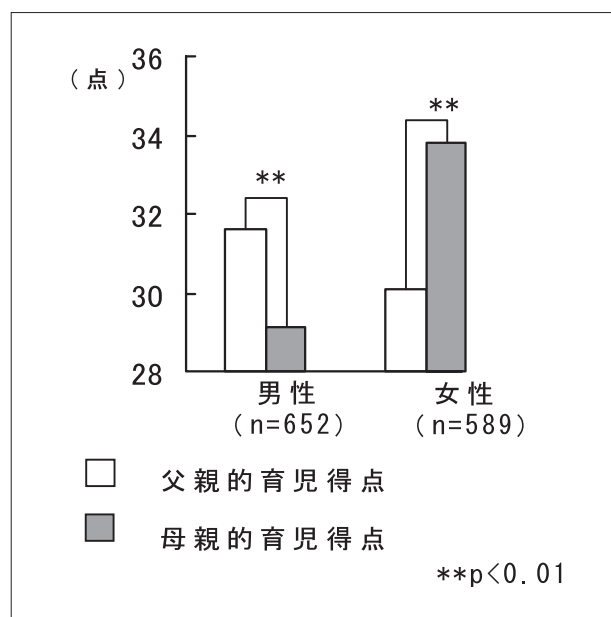 36
(点)
34
32
30
28
**
**
男性
(n=652)
女性
(n=589)
父親的育児得点
母親的育児得点
**p<0.01